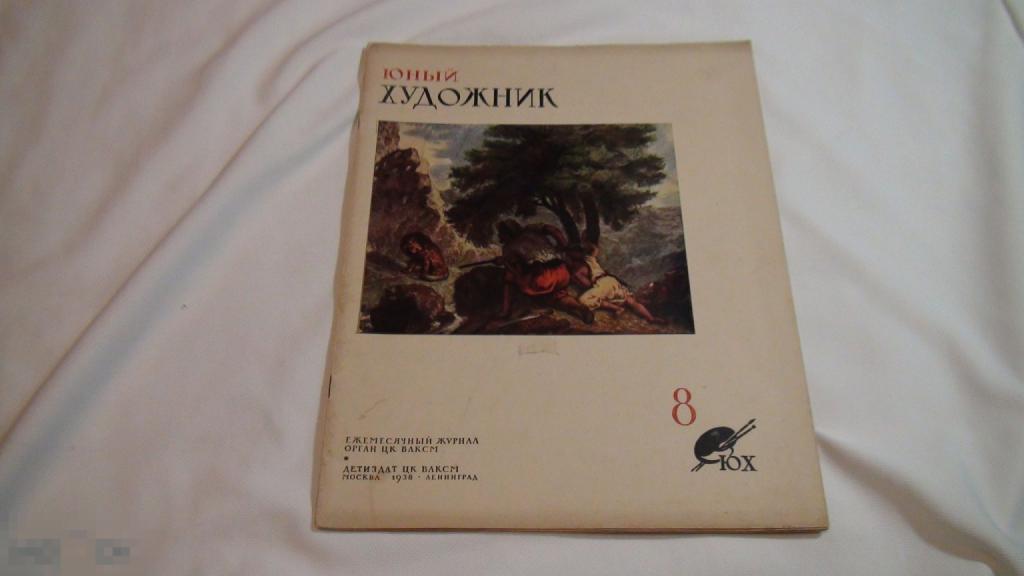 ЮНЫЙ
ХУДОЖНИК
8
ЕЖЕМЕСЯЧНЫЙ ЖУРНАЛ
ОРГАН ЦК ВЛКСМ
ДЕТИЗДАТ ЦК ВЛКСМ
МОСКВА 1938 · ЛЕНИНГРАД
ЮХ